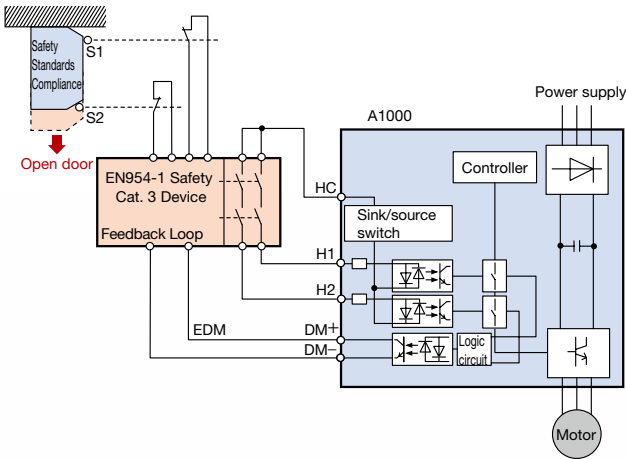 Safety
Standards
Compliance
S1
S2
Open door
EN954-1 Safety
Cat. 3 Device
Feedback Loop
EDM
HC
H1
H2
DM+
DM−
A1000
Power supply
Controller
Sink/source
switch
Logic
circuit
Motor